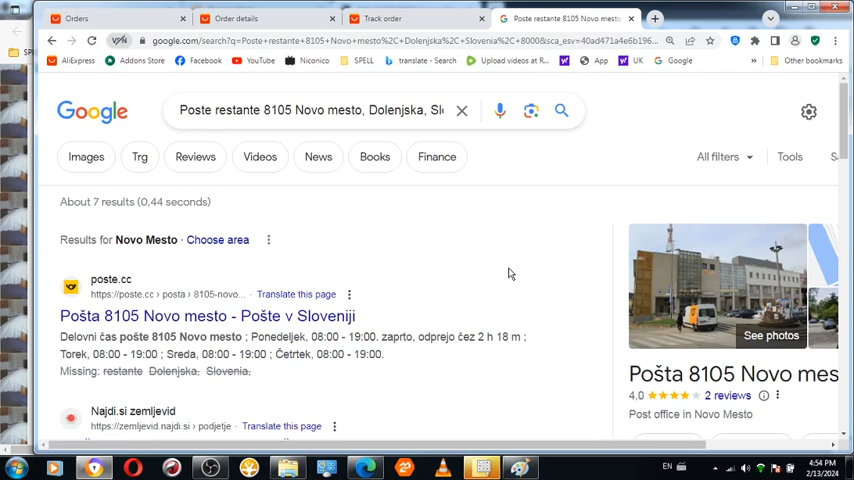 Orders
Order details
Track order
Poste restante 8105 Novo mesto
VPN
google.com/search?q=Poste+restante+8105+Novo+mesto%2C+Dolenjska%2C+Slovenia+%2C+8000&sca_esv=40ad471a4e6b196...
AliExpress
Addons Store
Facebook
YouTube
Niconico
SPELL
translate - Search
Upload videos at R...
App
UK
Google
»
Other bookmarks
Google
Poste restante 8105 Novo mesto, Dolenjska, Slo
Images
Trg
Reviews
Videos
News
Books
Finance
All filters
Tools
About 7 results (0,44 seconds)
Results for Novo Mesto · Choose area
poste.cc
https://poste.cc › posta › 8105-novo... · Translate this page
Pošta 8105 Novo mesto - Pošte v Sloveniji
Delovni čas pošte 8105 Novo mesto ; Ponedeljek, 08:00 - 19:00. zaprto, odprejo čez 2 h 18 m ;
Torek, 08:00 - 19:00 ; Sreda, 08:00 - 19:00 ; Četrtek, 08:00 - 19:00.
Missing: restante Dolenjska, Slovenia,
Najdi.si zemljevid
https://zemljevid.najdi.si › podjetje · Translate this page
See photos
Pošta 8105 Novo mes
4.0
2 reviews
Post office in Novo Mesto
EN
4:54 PM
2/13/2024